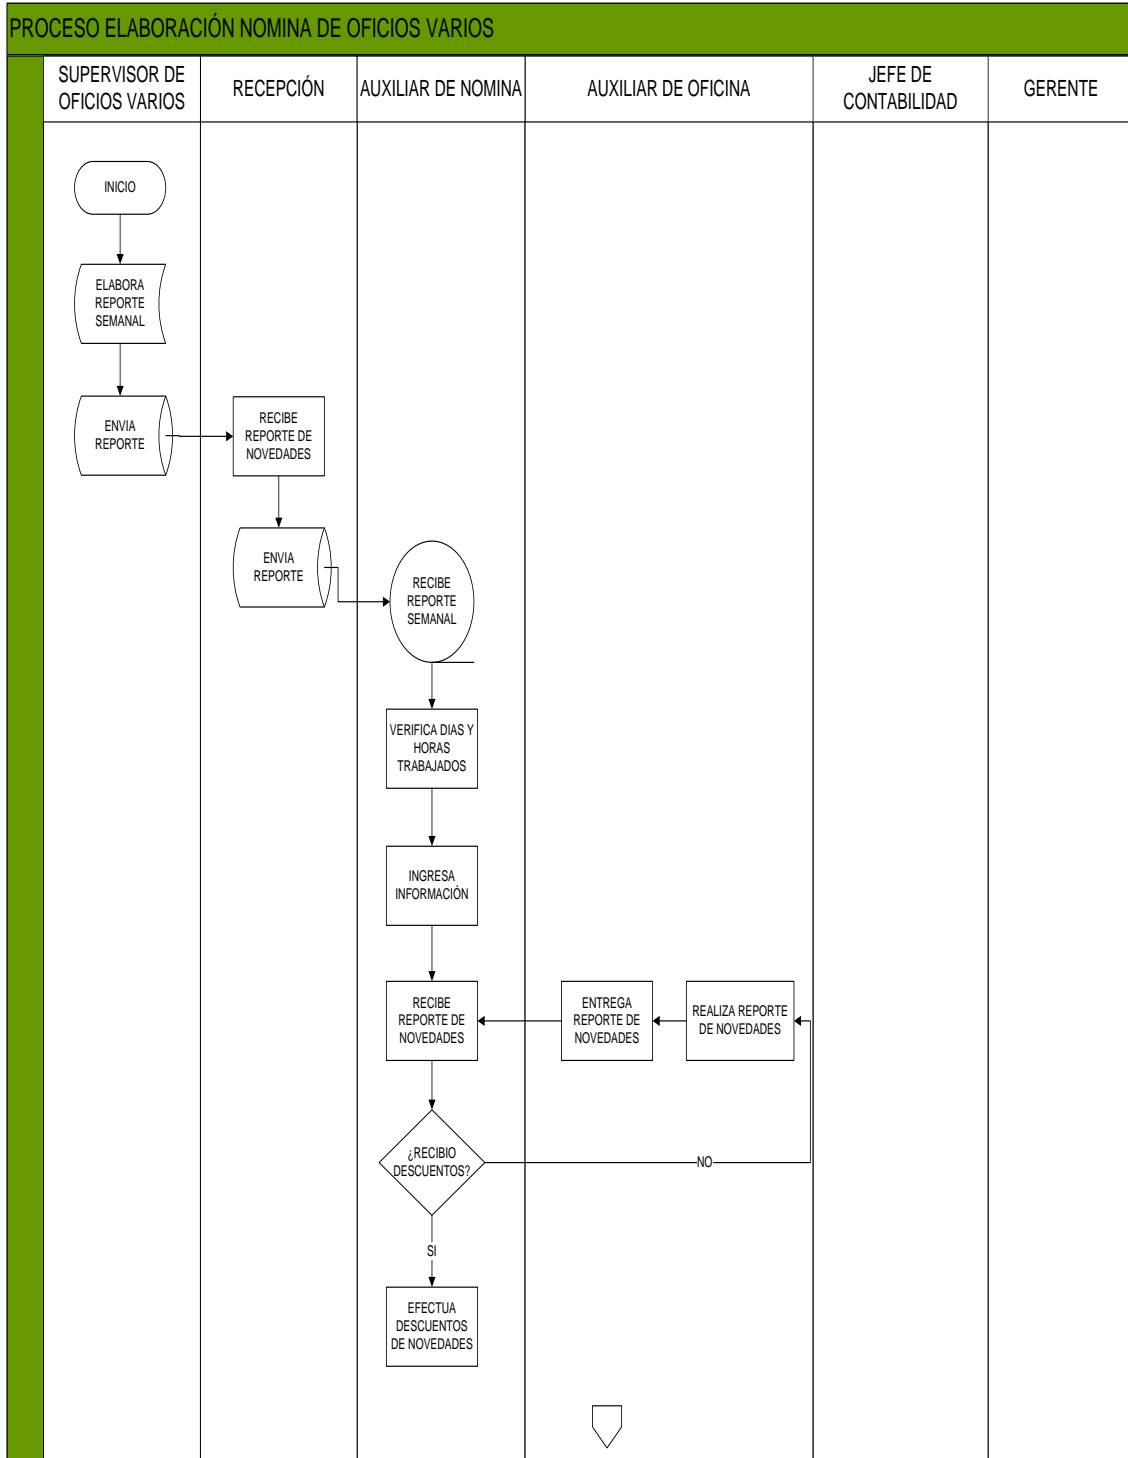 PROCESO ELABORACIÓN NOMINA DE OFICIOS VARIOS
SUPERVISOR DE
OFICIOS VARIOS
RECEPCIÓN
AUXILIAR DE NOMINA
AUXILIAR DE OFICINA
JEFE DE
CONTABILIDAD
GERENTE
INICIO
ELABORA
REPORTE
SEMANAL
ENVIA
REPORTE
RECIBE
REPORTE DE
NOVEDADES
ENVIA
REPORTE
RECIBE
REPORTE
SEMANAL
VERIFICA DIAS Y
HORAS
TRABAJADOS
INGRESA
INFORMACIÓN
RECIBE
REPORTE DE
NOVEDADES
ENTREGA
REPORTE DE
NOVEDADES
REALIZA REPORTE
DE NOVEDADES
¿RECIBIO
DESCUENTOS?
NO
SI
EFECTUA
DESCUENTOS
DE NOVEDADES